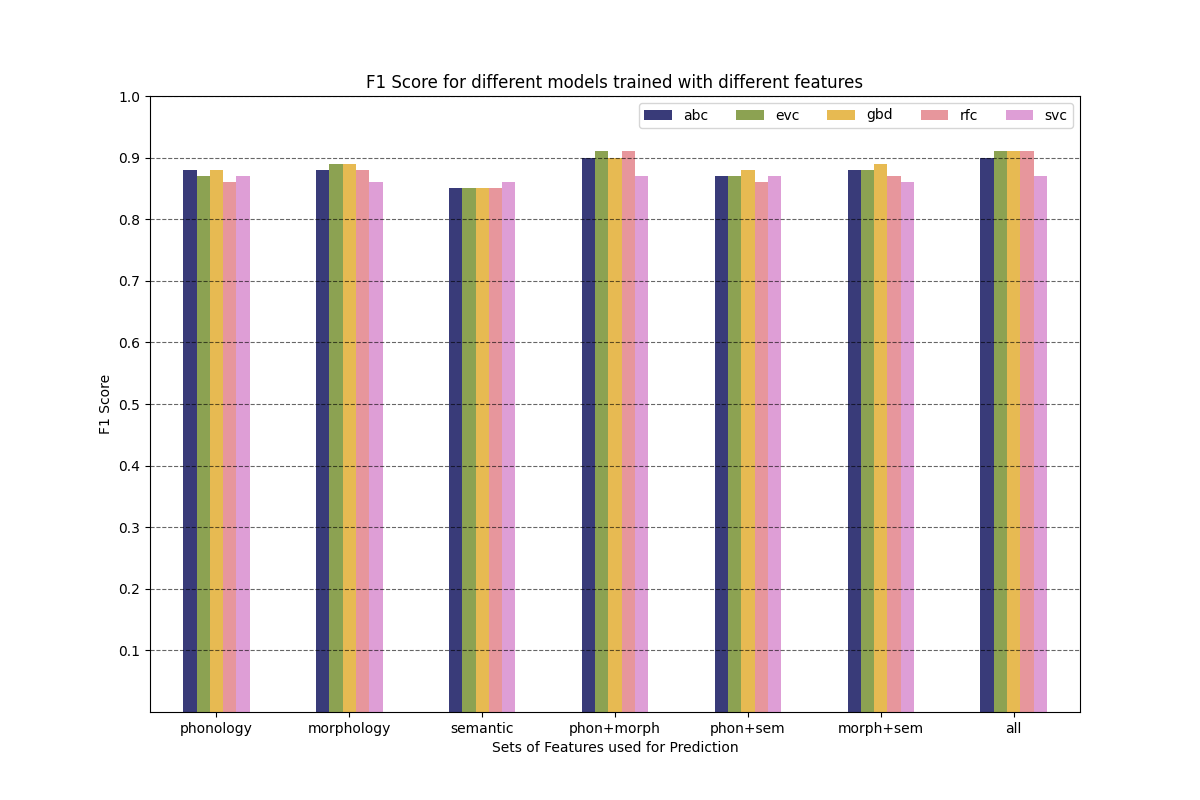 F1 Score for different models trained with different features
abc evc gbd rfc svc
1.0
0.9
0.8
0.7
0.6
0.5
0.4
0.3
0.2
0.1
F1 Score
phonology morphology semantic phon+morph phon+sem morph+sem all
Sets of Features used for Prediction